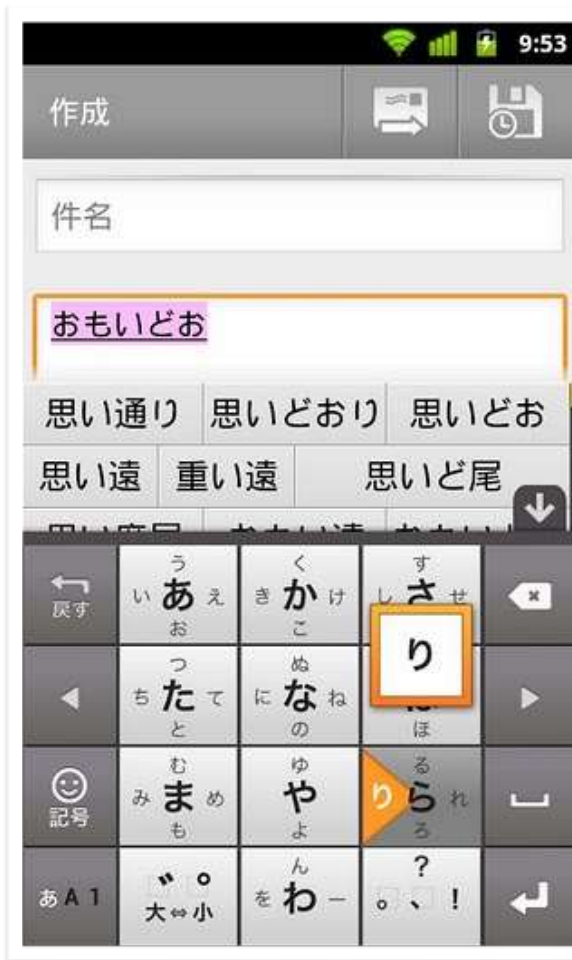 9:53
作成
件名
おもいどお
思い通り 思いどおり 思いどお
思い遠 重い遠 思いど尾
戻す
う
い あ え
お
く
き か け
こ
す
し さ せ
り
つ
ち た て
と
ぬ
に な ね
の
ほ
記号
む
み ま め
も
ゆ
や
よ
る
り ら れ
ろ
あ A 1
゛ ゜
大⇔小
ん
を わ ー
?
。 、 !